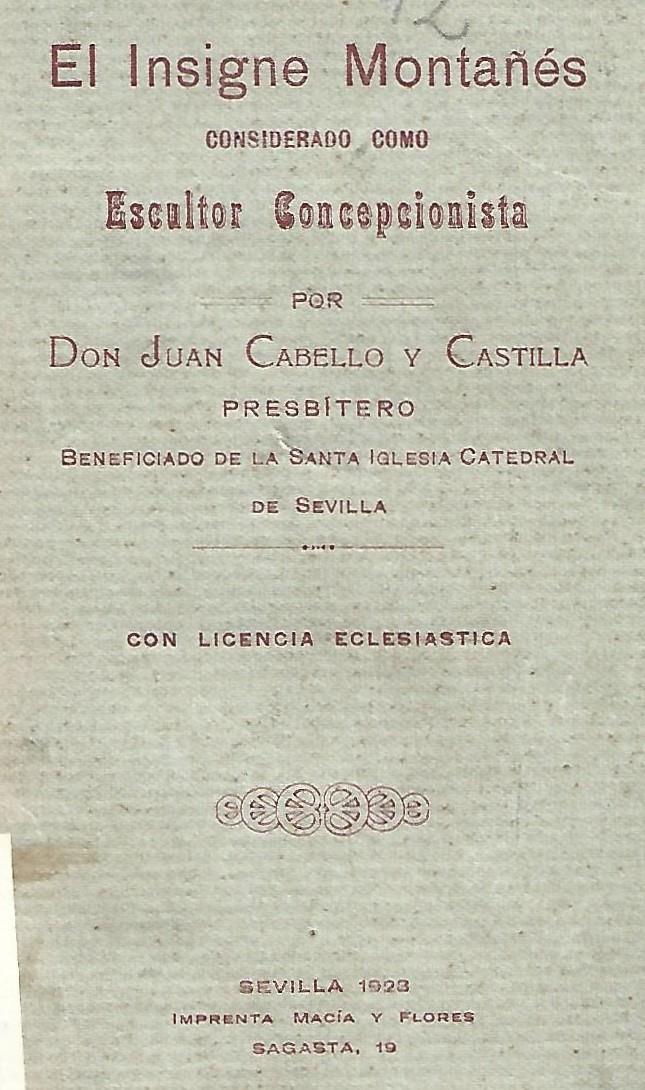 12
El Insigne Montañés
CONSIDERADO COMO
Escultor Concepcionista
POR
DON JUAN CABELLO Y CASTILLA
PRESBÍTERO
BENEFICIADO DE LA SANTA IGLESIA CATEDRAL
DE SEVILLA
CON LICENCIA ECLESIASTICA
SEVILLA 1923
IMPRENTA MACÍA Y FLORES
SAGASTA, 19